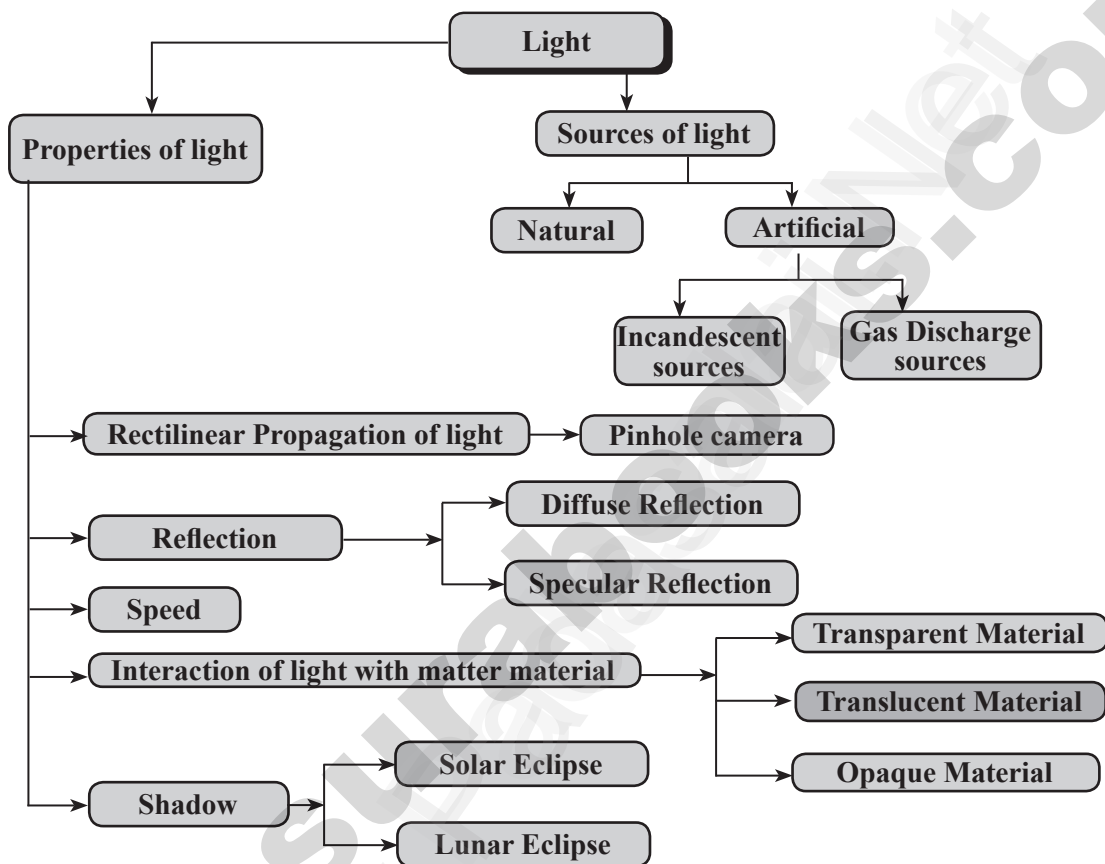 Light
Properties of light
Sources of light
Natural
Artificial
Incandescent
sources
Gas Discharge
sources
Rectilinear Propagation of light
Pinhole camera
Reflection
Diffuse Reflection
Specular Reflection
Speed
Interaction of light with matter material
Transparent Material
Translucent Material
Opaque Material
Shadow
Solar Eclipse
Lunar Eclipse